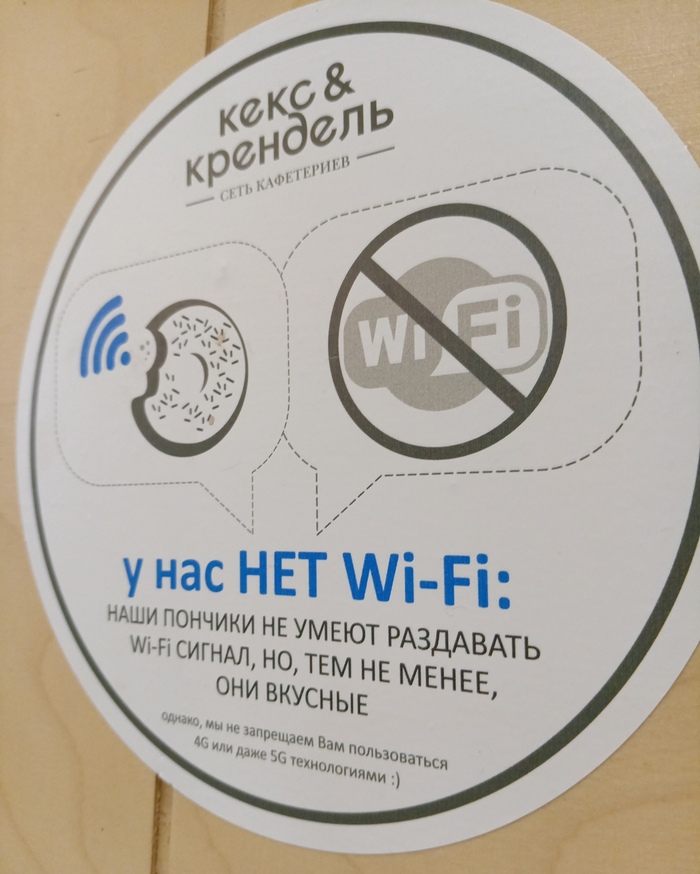 кекс &
крендель
СЕТЬ КАФЕТЕРИЕВ
Wi Fi
у нас НЕТ Wi-Fi:
НАШИ ПОНЧИКИ НЕ УМЕЮТ РАЗДАВАТЬ
Wi-Fi СИГНАЛ, НО, ТЕМ НЕ МЕНЕЕ,
ОНИ ВКУСНЫЕ
однако, мы не запрещаем Вам пользоваться
4G или даже 5G технологиями :)